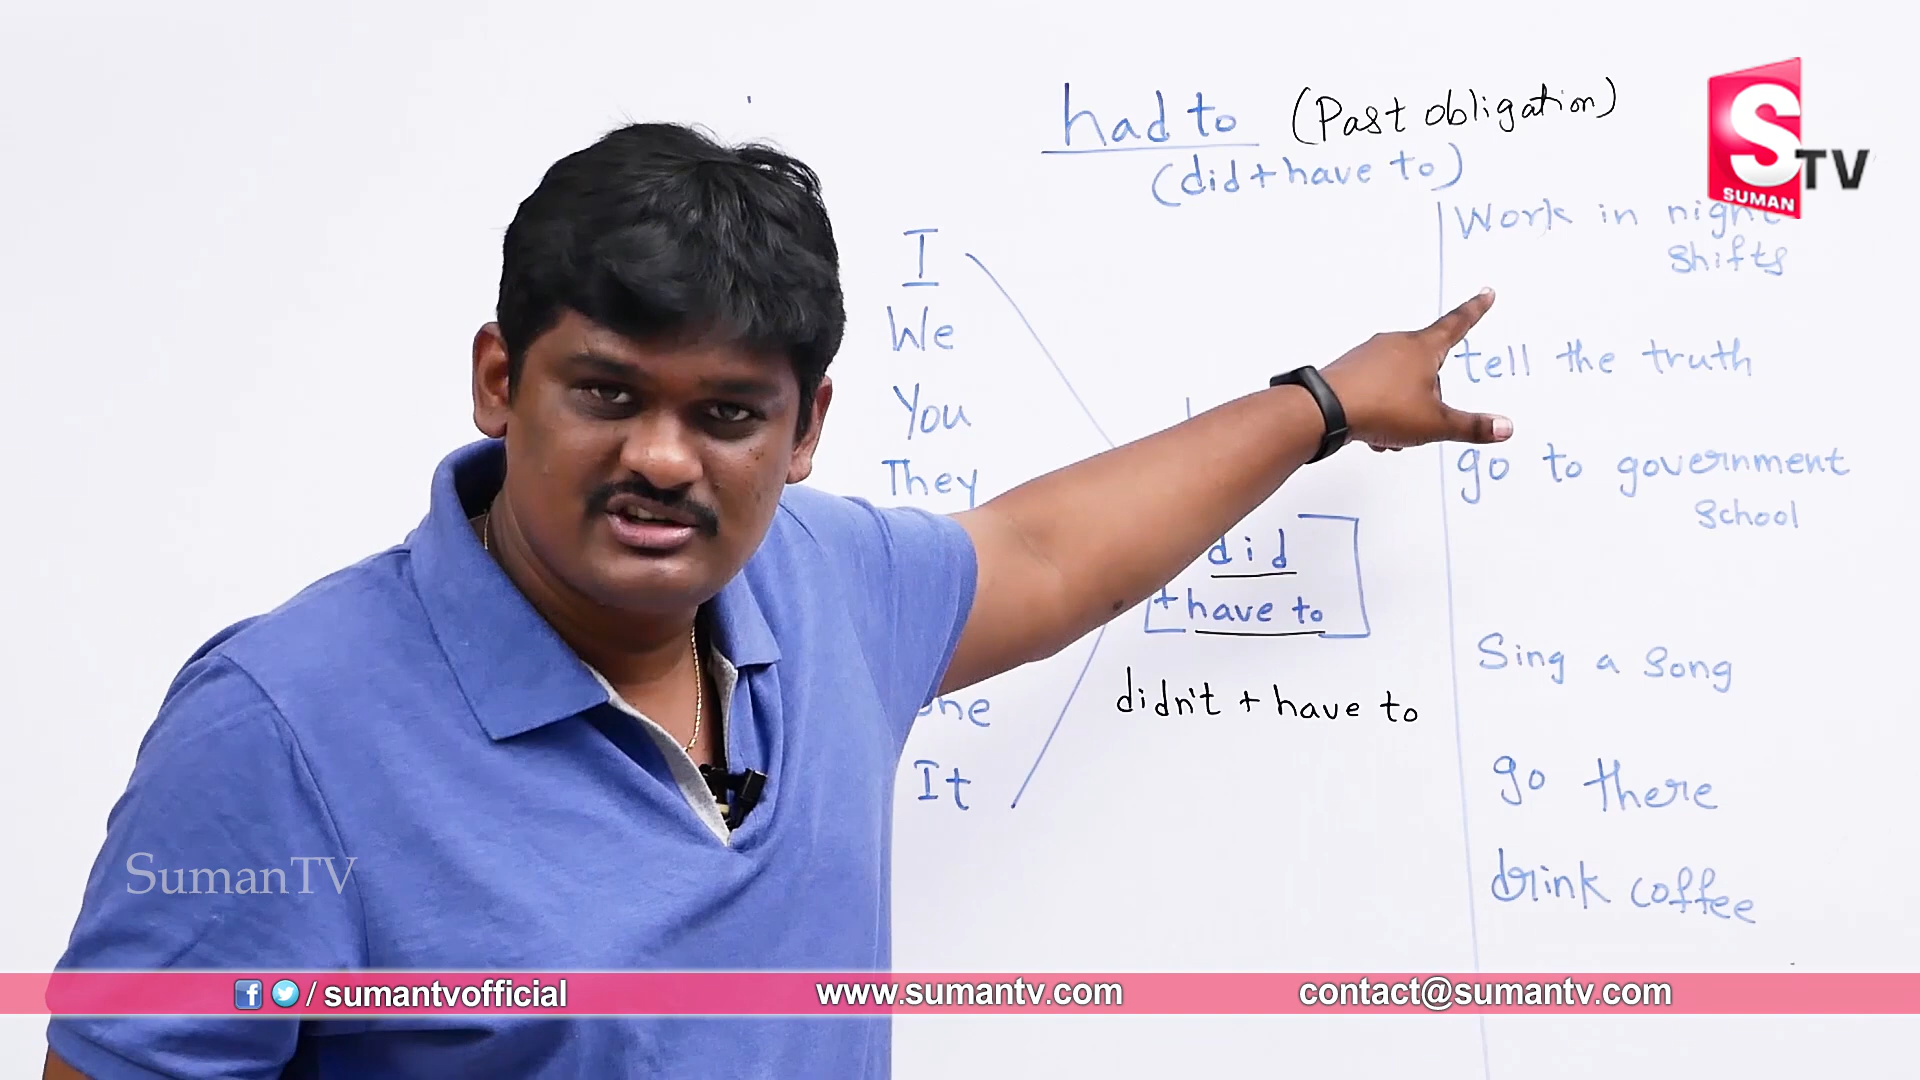 had to (Past obligation)
(did + have to)
S TV
SUMAN
Work in night
shifts
I
We
You
They
It
tell the truth
go to government
school
did
+ have to
didn't + have to
Sing a song
go there
drink coffee
SumanTV
/ sumantvofficial
www.sumantv.com
contact@sumantv.com